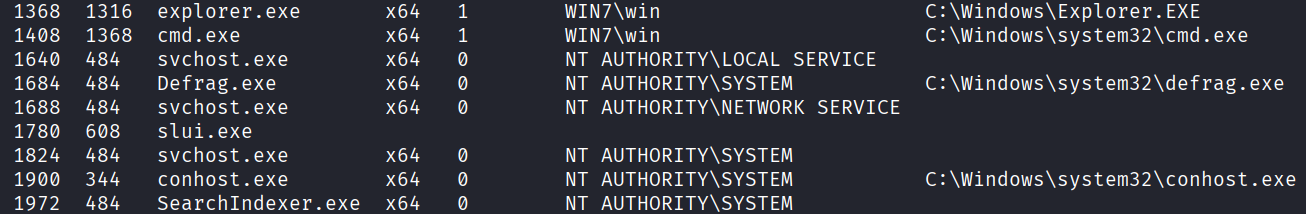 1368 1316 explorer.exe x64 1 WIN7\win C:\Windows\Explorer.EXE
1408 1368 cmd.exe x64 1 WIN7\win C:\Windows\system32\cmd.exe
1640 484 svchost.exe x64 0 NT AUTHORITY\LOCAL SERVICE
1684 484 Defrag.exe x64 0 NT AUTHORITY\SYSTEM C:\Windows\system32\defrag.exe
1688 484 svchost.exe x64 0 NT AUTHORITY\NETWORK SERVICE
1780 608 slui.exe
1824 484 svchost.exe x64 0 NT AUTHORITY\SYSTEM
1900 344 conhost.exe x64 0 NT AUTHORITY\SYSTEM C:\Windows\system32\conhost.exe
1972 484 SearchIndexer.exe x64 0 NT AUTHORITY\SYSTEM